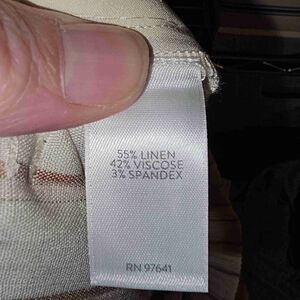 55% LINEN
42% VISCOSE
3% SPANDEX
RN 97641